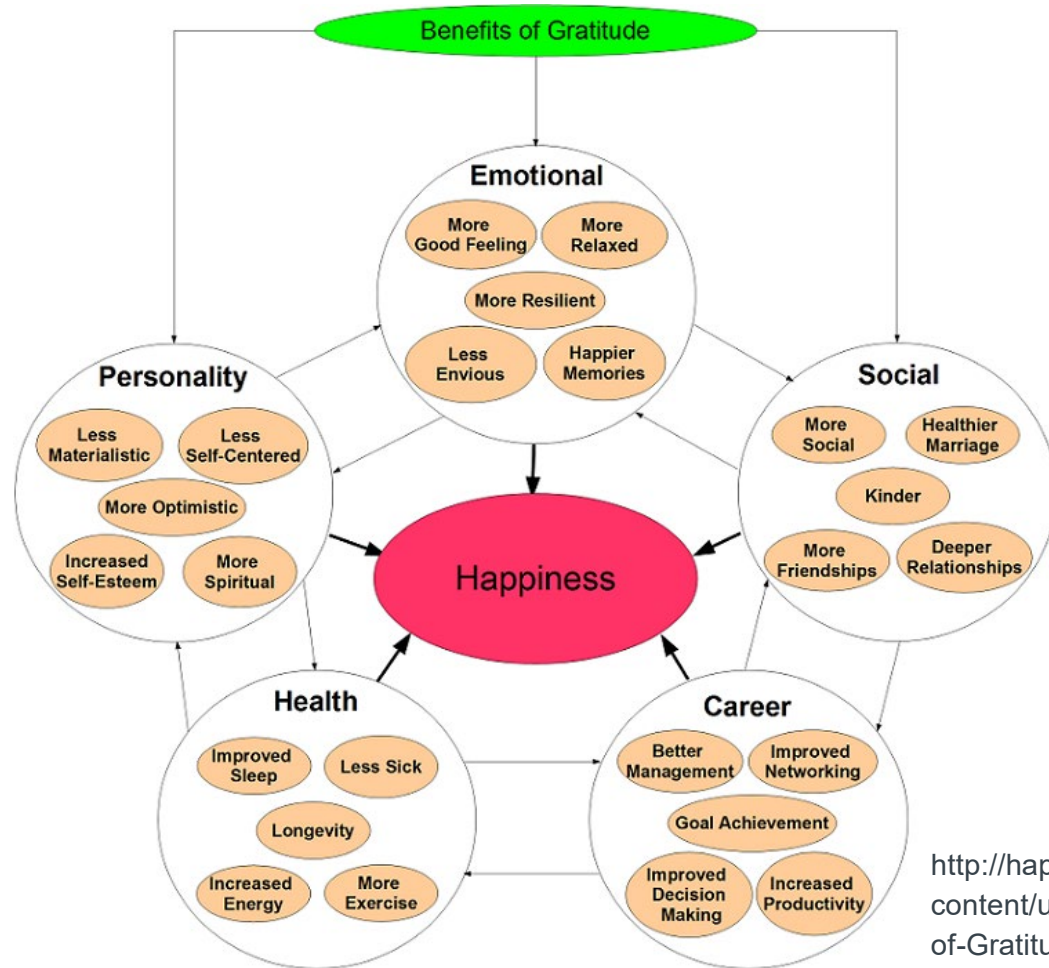 Benefits of Gratitude
Emotional
More
Good Feeling
More
Relaxed
More Resilient
Less
Envious
Happier
Memories
Personality
Less
Materialistic
Less
Self-Centered
More Optimistic
Increased
Self-Esteem
More
Spiritual
Social
More
Social
Healthier
Marriage
Kinder
More
Friendships
Deeper
Relationships
Happiness
Health
Improved
Sleep
Less Sick
Longevity
Increased
Energy
More
Exercise
Career
Better
Management
Improved
Networking
Goal Achievement
Improved
Decision
Making
Increased
Productivity
http://hap
content/u
of-Gratitu